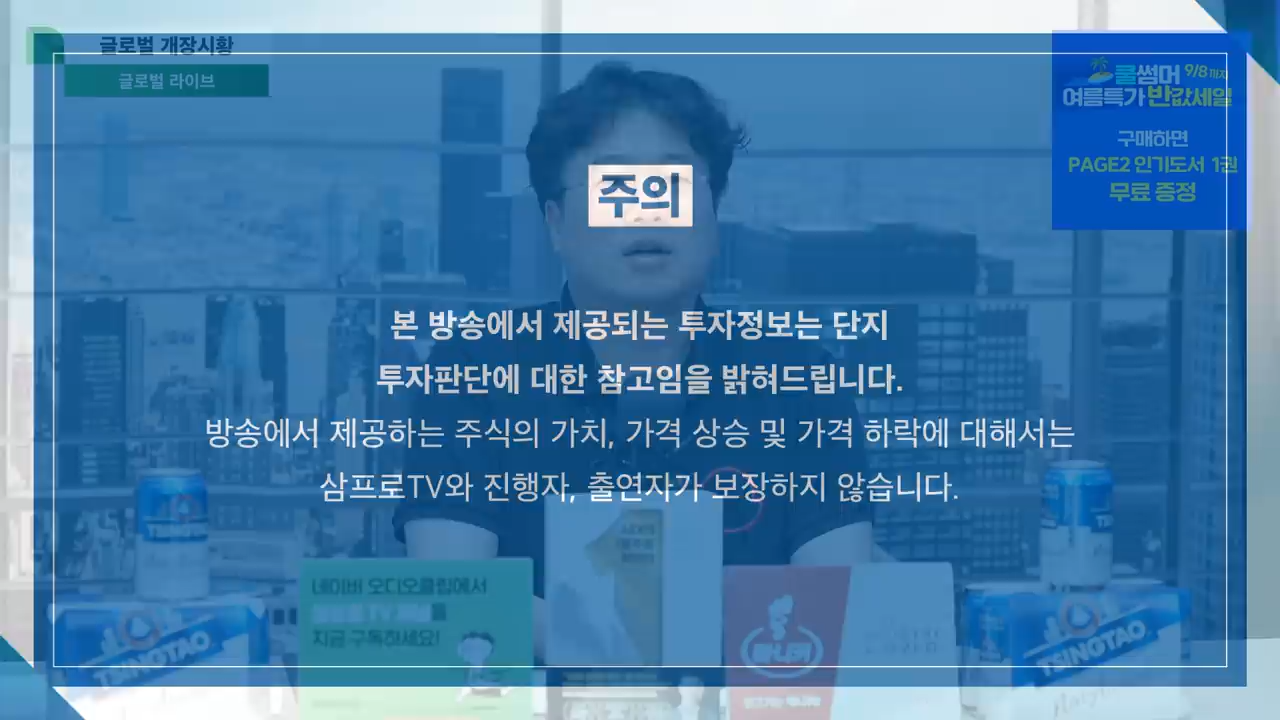 글로벌 개장시황
글로벌 라이브
쿨썸머 9/8까지
여름특가 반값세일
구매하면
PAGE2 인기도서 1권
무료 증정
주의
본 방송에서 제공되는 투자정보는 단지
투자판단에 대한 참고임을 밝혀드립니다.
방송에서 제공하는 주식의 가치, 가격 상승 및 가격 하락에 대해서는
삼프로TV와 진행자, 출연자가 보장하지 않습니다.
네이버 오디오클립에서
지금 구독하세요!
TSINGTAO
TSINGTAO